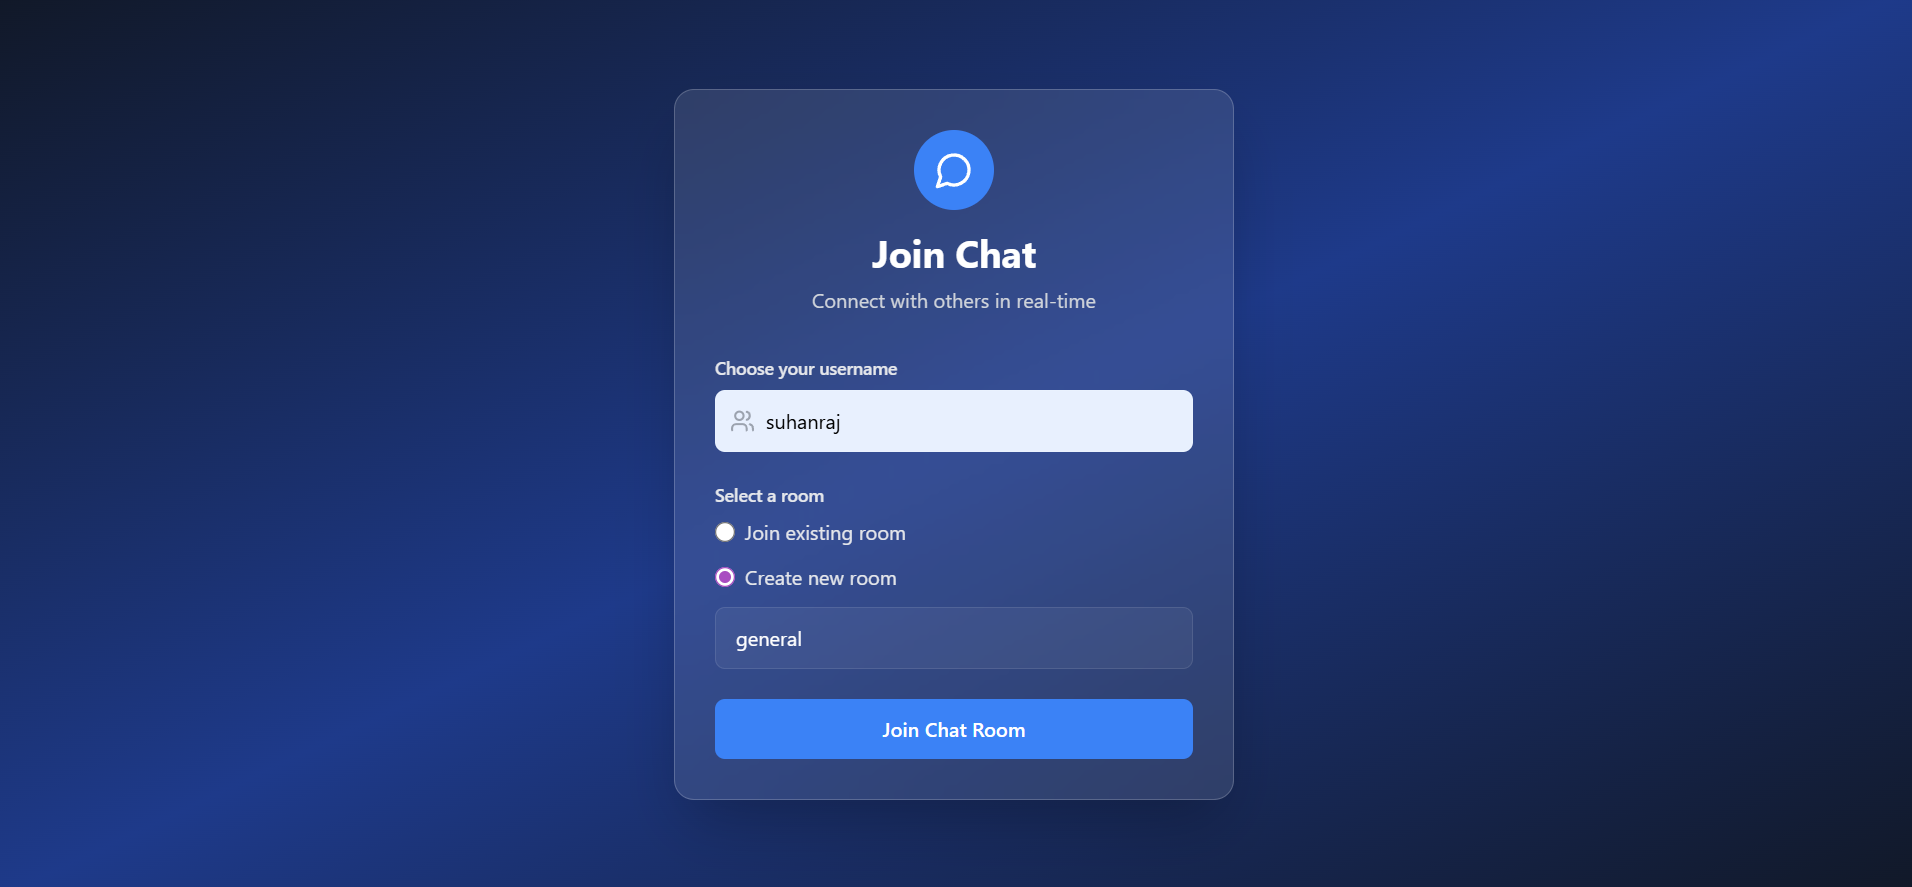 Join Chat
Connect with others in real-time
Choose your username
suhanraj
Select a room
Join existing room
Create new room
general
Join Chat Room